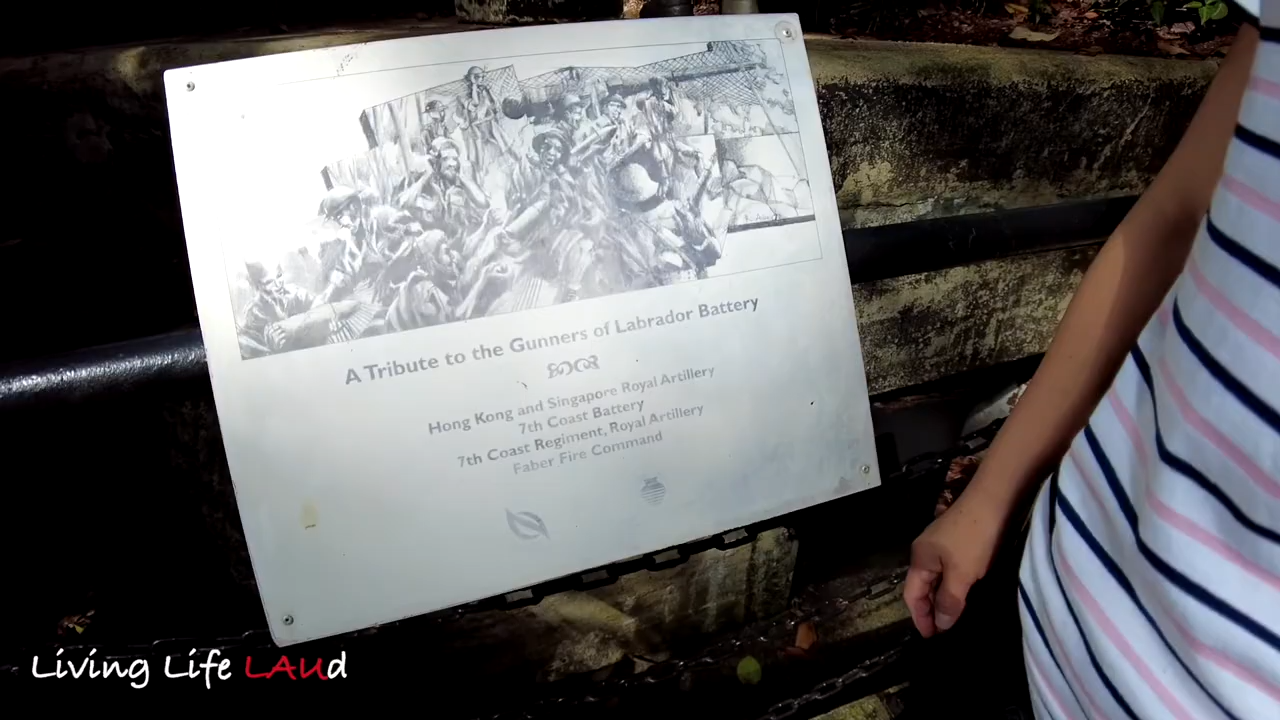 A Tribute to the Gunners of Labrador Battery
Hong Kong and Singapore Royal Artillery
7th Coast Battery
7th Coast Regiment, Royal Artillery
Faber Fire Command
Living Life LAUd